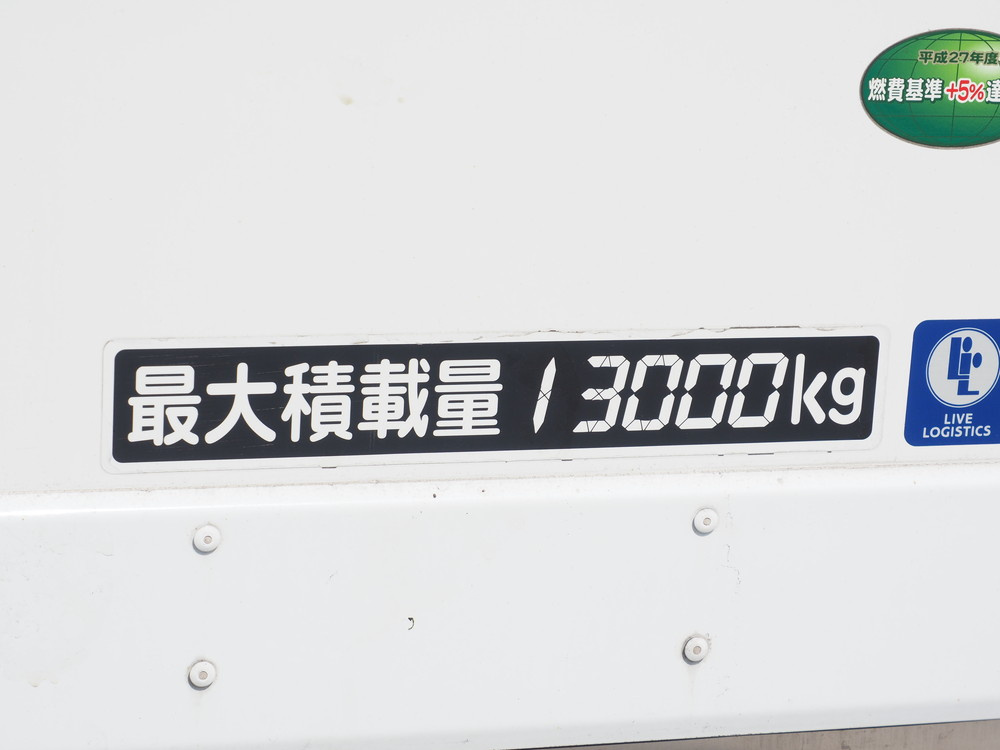 平成27年度
燃費基準+5%達
最大積載量13000kg
LIVE
LOGISTICS